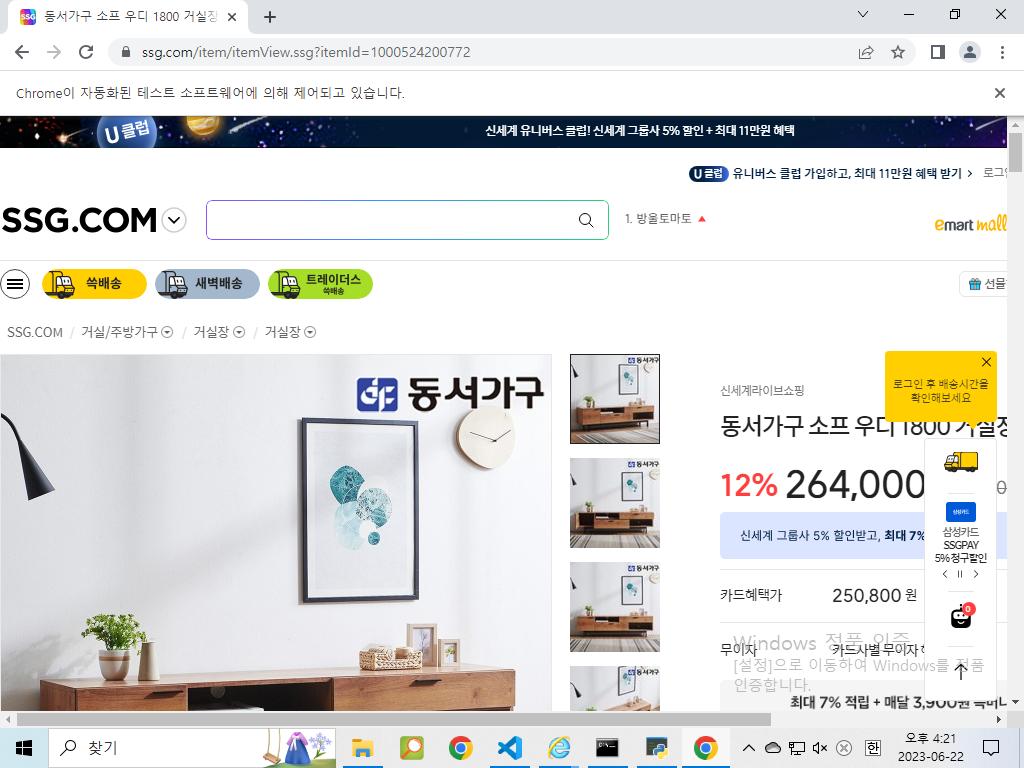 동서가구 소프 우디 1800 거실장
ssg.com/item/itemView.ssg?itemId=1000524200772
Chrome이 자동화된 테스트 소프트웨어에 의해 제어되고 있습니다.
U 클럽
신세계 유니버스 클럽! 신세계 그룹사 5% 할인 + 최대 11만원 혜택
U 클럽 유니버스 클럽 가입하고, 최대 11만원 혜택 받기 >
SSG.COM
1. 방울토마토
emart mall
쓱배송
새벽배송
트레이더스
쓱배송
선물
SSG.COM / 거실/주방가구 / 거실장 / 거실장
동서가구
신세계라이브쇼핑
로그인 후 배송시간을
확인해보세요
동서가구 소프 우디 1800 거실장
12% 264,000
신세계 그룹사 5% 할인받고, 최대 7%
삼성카드
삼성카드
SSGPAY
5% 청구할인
카드혜택가 250,800 원
0
무이자 카드사별 무이자
Windows 정품 인증
[설정]으로 이동하여 Windows를 정품
인증합니다.
최대 7% 적립 + 매달 3,900원
찾기
오후 4:21
2023-06-22
한